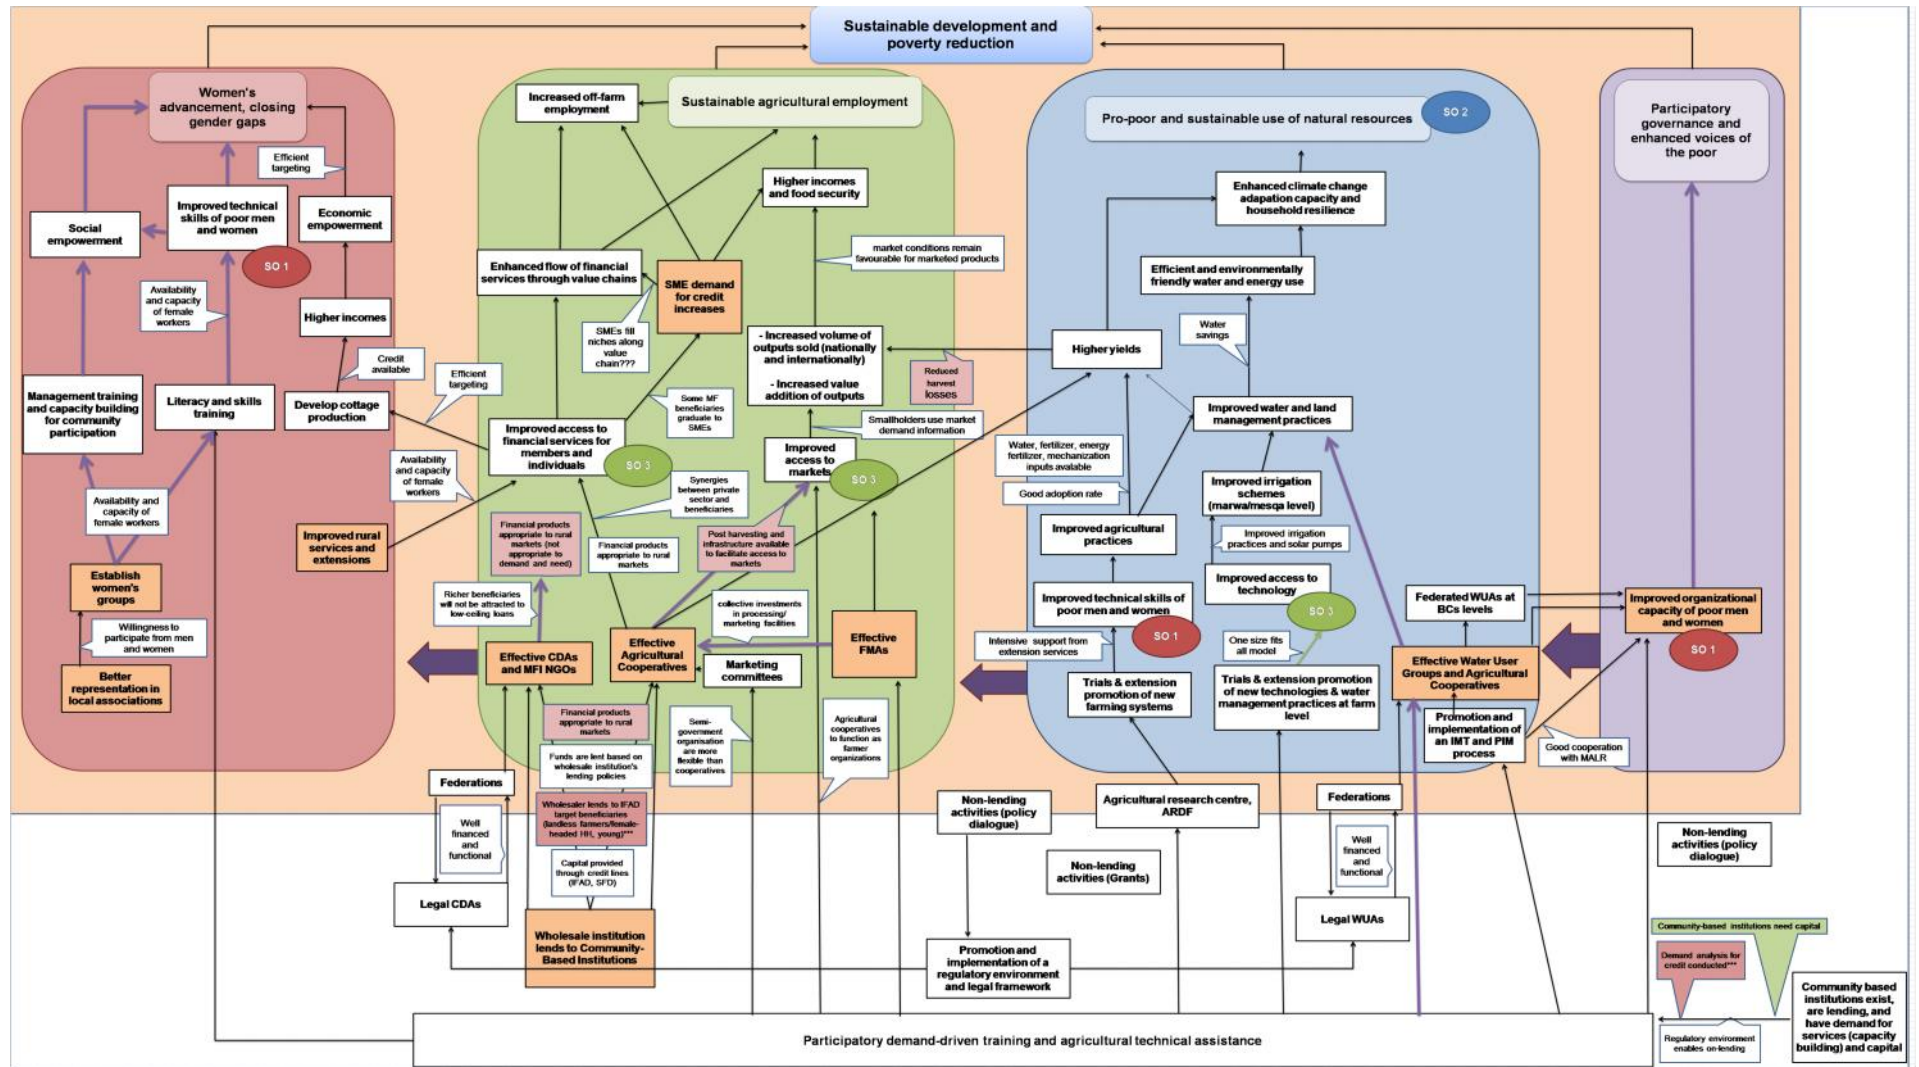 Sustainable development and
poverty reduction
Women's
advancement, closing
gender gaps
Efficient
targeting
Improved technical
skills of poor men
and women
SO 1
Economic
empowerment
Social
empowerment
Availability
and capacity
of female
workers
Higher incomes
Credit
available
Management training
and capacity building
for community
participation
Literacy and skills
training
Develop cottage
production
Availability and
capacity of
female workers
Improved rural
services and
extensions
Establish
women's
groups
Willingness to
participate from men
and women
Better
representation in
local associations
Increased off-farm
employment
Sustainable agricultural employment
Higher incomes
and food security
market conditions remain
favourable for marketed products
Enhanced flow of financial
services through value chains
SME demand
for credit
increases
SMEs fill
niches along
value
chain???
- Increased volume of
outputs sold (nationally
and internationally)
- Increased value
addition of outputs
Reduced
harvest
losses
Efficient
targeting
Some MF
beneficiaries
graduate to
SMEs
Smallholders use market
demand information
Improved access to
financial services for
members and
individuals
SO 3
Improved
access to
markets
SO 3
Availability
and capacity
of female
workers
Synergies
between private
sector and
beneficiaries
Financial products
appropriate to rural
markets (not
appropriate to
demand and need)
Financial products
appropriate to rural
markets
Post harvesting and
infrastructure available
to facilitate access to
markets
Richer beneficiaries
will not be attracted to
low-ceiling loans
collective investments
in processing/
marketing facilities
Effective CDAs
and MFI NGOs
Effective
Agricultural
Cooperatives
Marketing
committees
Effective
FMAs
Financial products
appropriate to rural
markets
Funds are lent based on
wholesale institution's
lending policies
Wholesaler lends to IFAD
target beneficiaries
(landless farmers/female-
headed HH, young)***
Capital provided
through credit lines
(IFAD, SFD)
Semi-
government
organisation
are more
flexible than
cooperatives
Agricultural
cooperatives
to function as
farmer
organizations
Federations
Well
financed
and
functional
Legal CDAs
Wholesale institution
lends to Community-
Based Institutions
Pro-poor and sustainable use of natural resources
SO 2
Enhanced climate change
adapation capacity and
household resilience
Efficient and environmentally
friendly water and energy use
Water
savings
Higher yields
Improved water and land
management practices
Water, fertilizer, energy
fertilizer, mechanization
inputs avalable
Good adoption rate
Improved irrigation
schemes
(marwa/mesqa level)
Improved agricultural
practices
Improved irrigation
practices and solar pumps
Improved access to
technology
SO 3
Improved technical skills of
poor men and women
SO 1
Intensive support from
extension services
One size fits
all model
Trials & extension
promotion of new
farming systems
Trials & extension promotion
of new technologies & water
management practices at farm
level
Federated WUAs at
BCs levels
Effective Water User
Groups and Agricultural
Cooperatives
Promotion and
implementation of
an IMT and PIM
process
Participatory
governance and
enhanced voices of
the poor
Improved organizational
capacity of poor men
and women
SO 1
Good cooperation
with MALR
Non-lending
activities (policy
dialogue)
Agricultural research centre,
ARDF
Non-lending
activities (Grants)
Federations
Well
financed
and
functional
Legal WUAs
Promotion and
implementation of a
regulatory environment
and legal framework
Non-lending
activities (policy
dialogue)
Community-based institutions need capital
Demand analysis for
credit conducted***
Regulatory environment
enables on-lending
Community based
institutions exist,
are lending, and
have demand for
services (capacity
building) and capital
Participatory demand-driven training and agricultural technical assistance